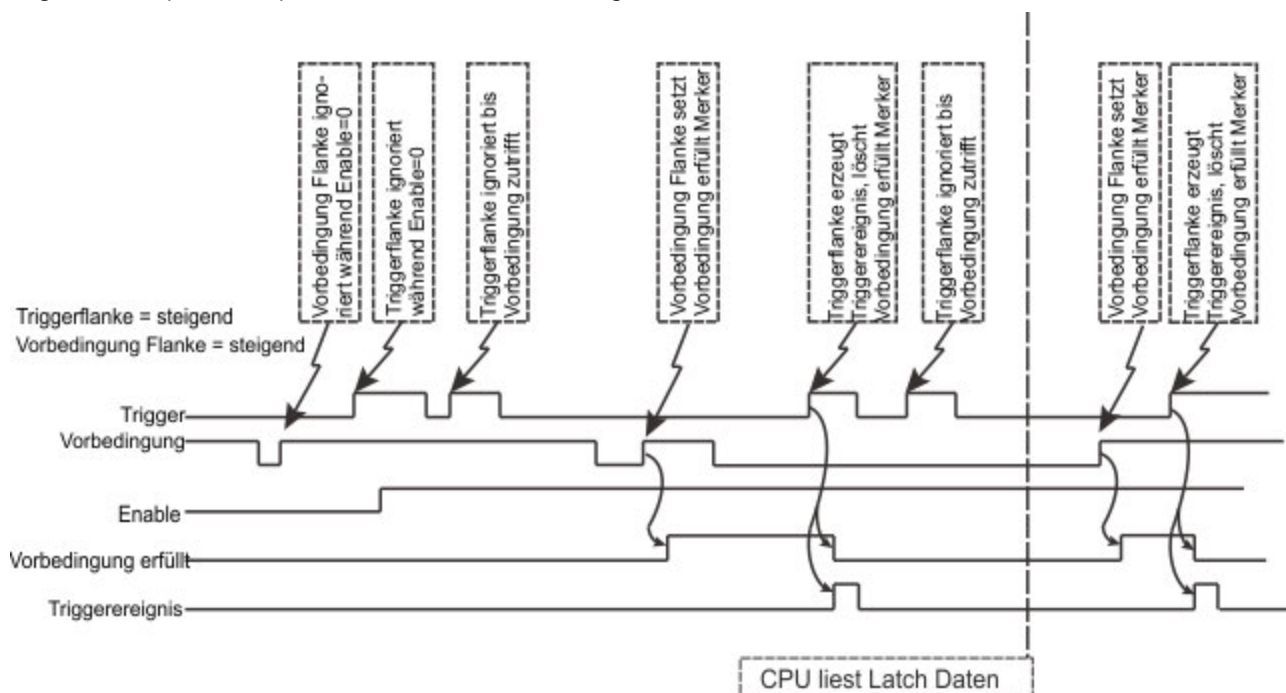 Vorbedingung Flanke igno-
riert während Enable=0
Triggerflanke ignoriert
während Enable=0
Triggerflanke ignoriert bis
Vorbedingung zutrifft
Vorbedingung Flanke setzt
Vorbedingung erfüllt Merker
Triggerflanke erzeugt
Triggerereignis, löscht
Vorbedingung erfüllt Merker
Triggerflanke ignoriert bis
Vorbedingung zutrifft
Vorbedingung Flanke setzt
Vorbedingung erfüllt Merker
Triggerflanke erzeugt
Triggerereignis, löscht
Vorbedingung erfüllt Merker
Triggerflanke = steigend
Vorbedingung Flanke = steigend
Trigger
Vorbedingung
Enable
Vorbedingung erfüllt
Triggerereignis
CPU liest Latch Daten